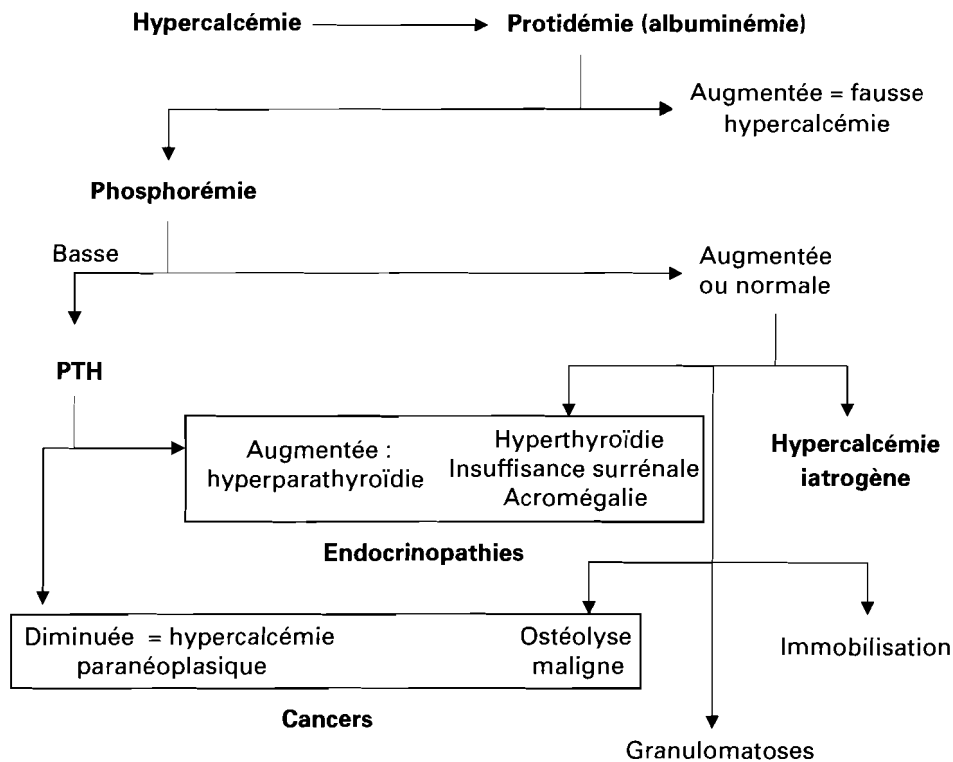 Hypercalcémie
Protidémie (albuminémie)
Augmentée = fausse
hypercalcémie
Phosphorémie
Basse
Augmentée
ou normale
PTH
Augmentée :
hyperparathyroïdie
Hyperthyroïdie
Insuffisance surrénale
Acromégalie
Hypercalcémie
iatrogène
Endocrinopathies
Diminuée = hypercalcémie
paranéoplasique
Ostéolyse
maligne
Immobilisation
Cancers
Granulomatoses